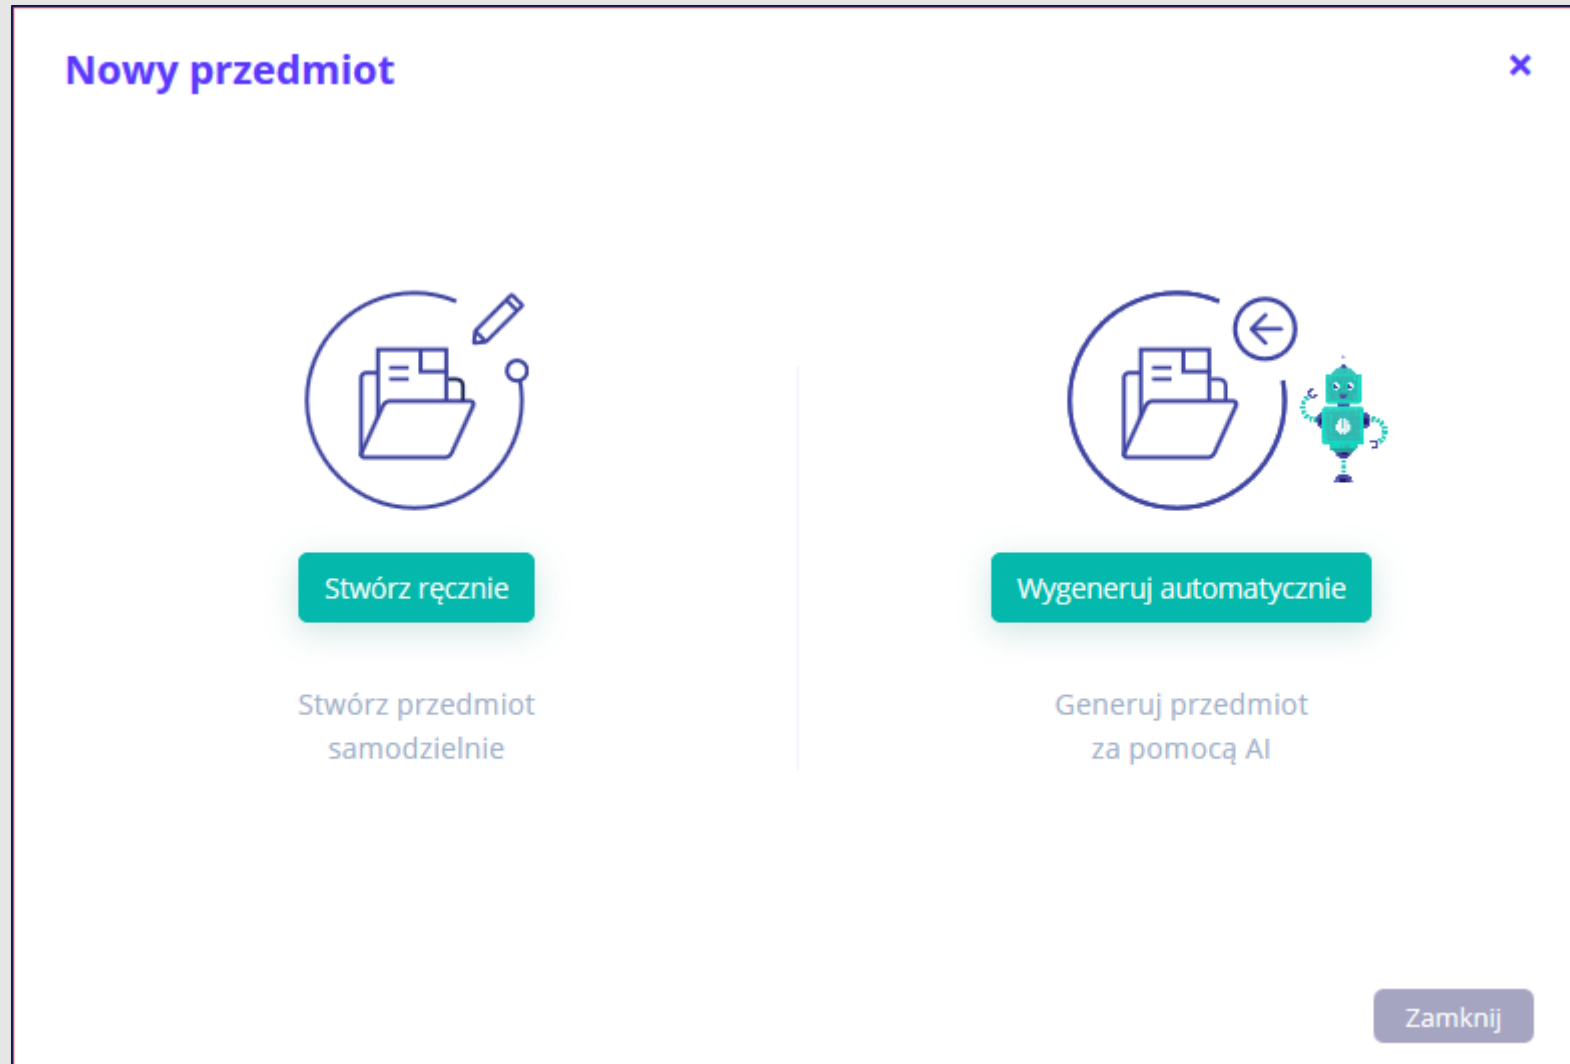 Nowy przedmiot
Stwórz ręcznie
Wygeneruj automatycznie
Stwórz przedmiot
samodzielnie
Generuj przedmiot
za pomocą AI
Zamknij